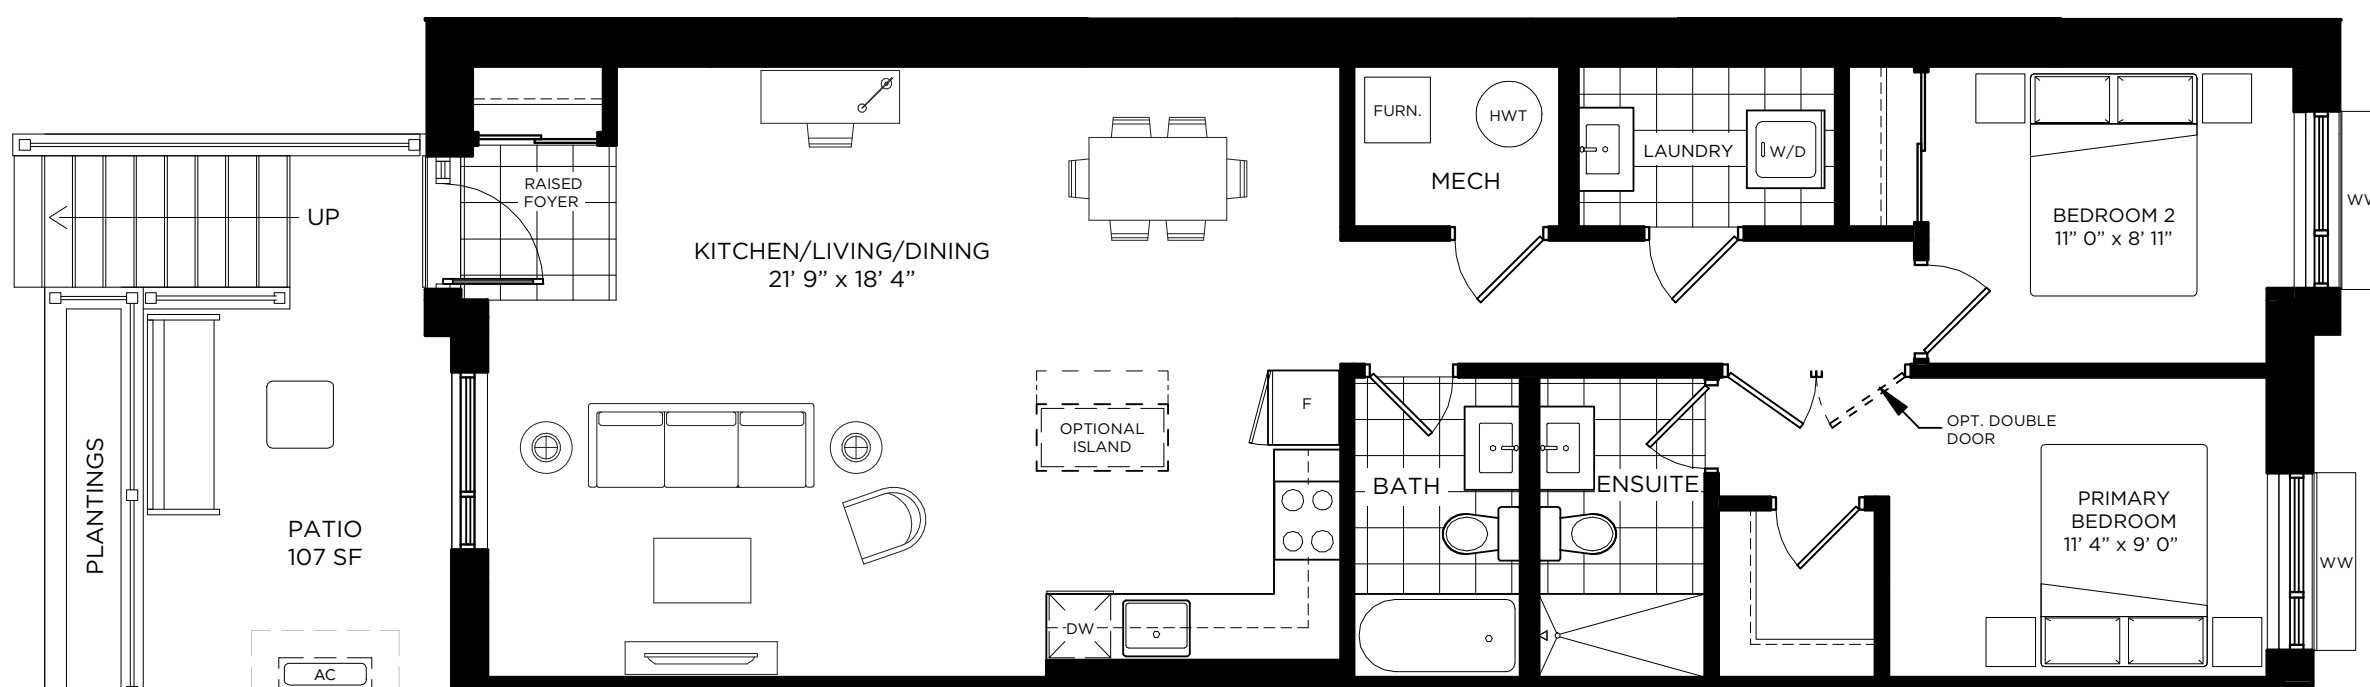 FURN.
HWT
MECH
LAUNDRY
W/D
RAISED
FOYER
UP
KITCHEN/LIVING/DINING
21’ 9” x 18’ 4”
BEDROOM 2
11” 0” x 8’ 11”
F
OPTIONAL
ISLAND
OPT. DOUBLE
DOOR
BATH
ENSUITE
PLANTINGS
PATIO
107 SF
PRIMARY
BEDROOM
11’ 4” x 9’ 0”
WW
DW
AC